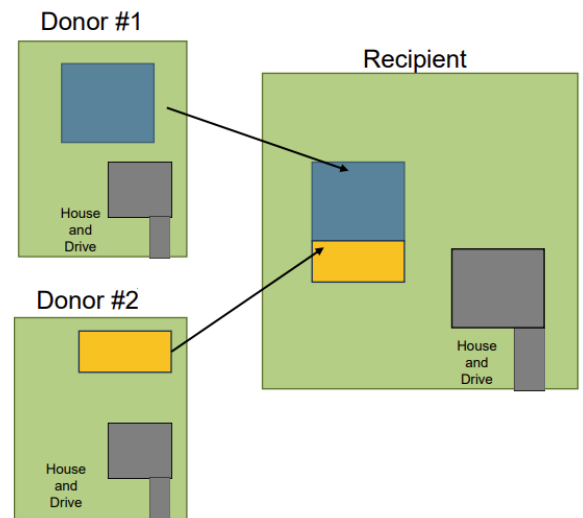 Donor #1
House
and
Drive
Donor #2
House
and
Drive
Recipient
House
and
Drive